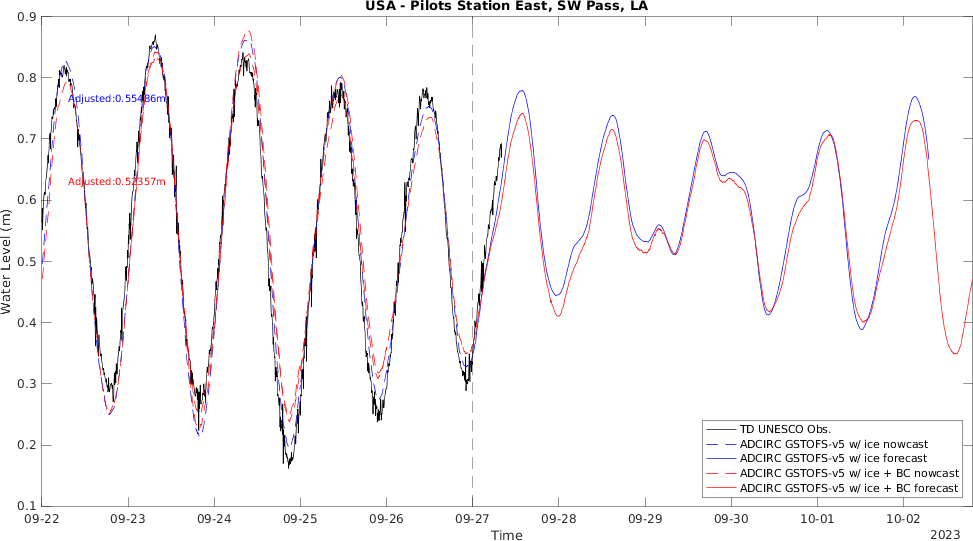 USA - Pilots Station East, SW Pass, LA
Water Level (m)
0.9
0.8
0.7
0.6
0.5
0.4
0.3
0.2
0.1
Adjusted:0.55486m
Adjusted:0.52357m
TD UNESCO Obs.
ADCIRC GSTOFS-v5 w/ ice nowcast
ADCIRC GSTOFS-v5 w/ ice forecast
ADCIRC GSTOFS-v5 w/ ice + BC nowcast
ADCIRC GSTOFS-v5 w/ ice + BC forecast
09-22 09-23 09-24 09-25 09-26 09-27 09-28 09-29 09-30 10-01 10-02
Time
2023